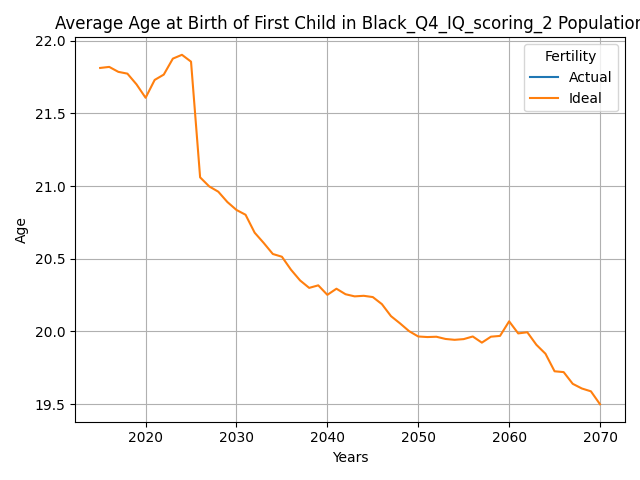 Average Age at Birth of First Child in Black_Q4_IQ_scoring_2 Population
22.0
21.5
21.0
20.5
20.0
19.5
Age
Fertility
Actual
Ideal
2020 2030 2040 2050 2060 2070
Years